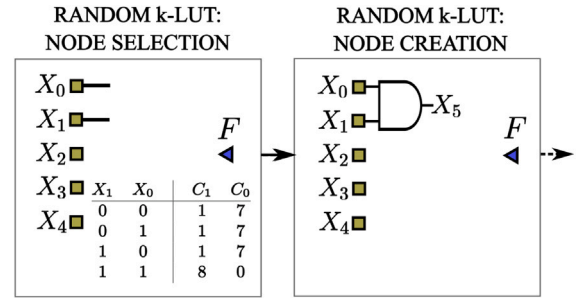 RANDOM k-LUT:
NODE SELECTION
X0
X1
X2
X3
X4
F
X1 X0 C1 C0
0 0 1 7
0 1 1 7
1 0 1 7
1 1 8 0
RANDOM k-LUT:
NODE CREATION
X0
X1
X5
X2
X3
X4
F